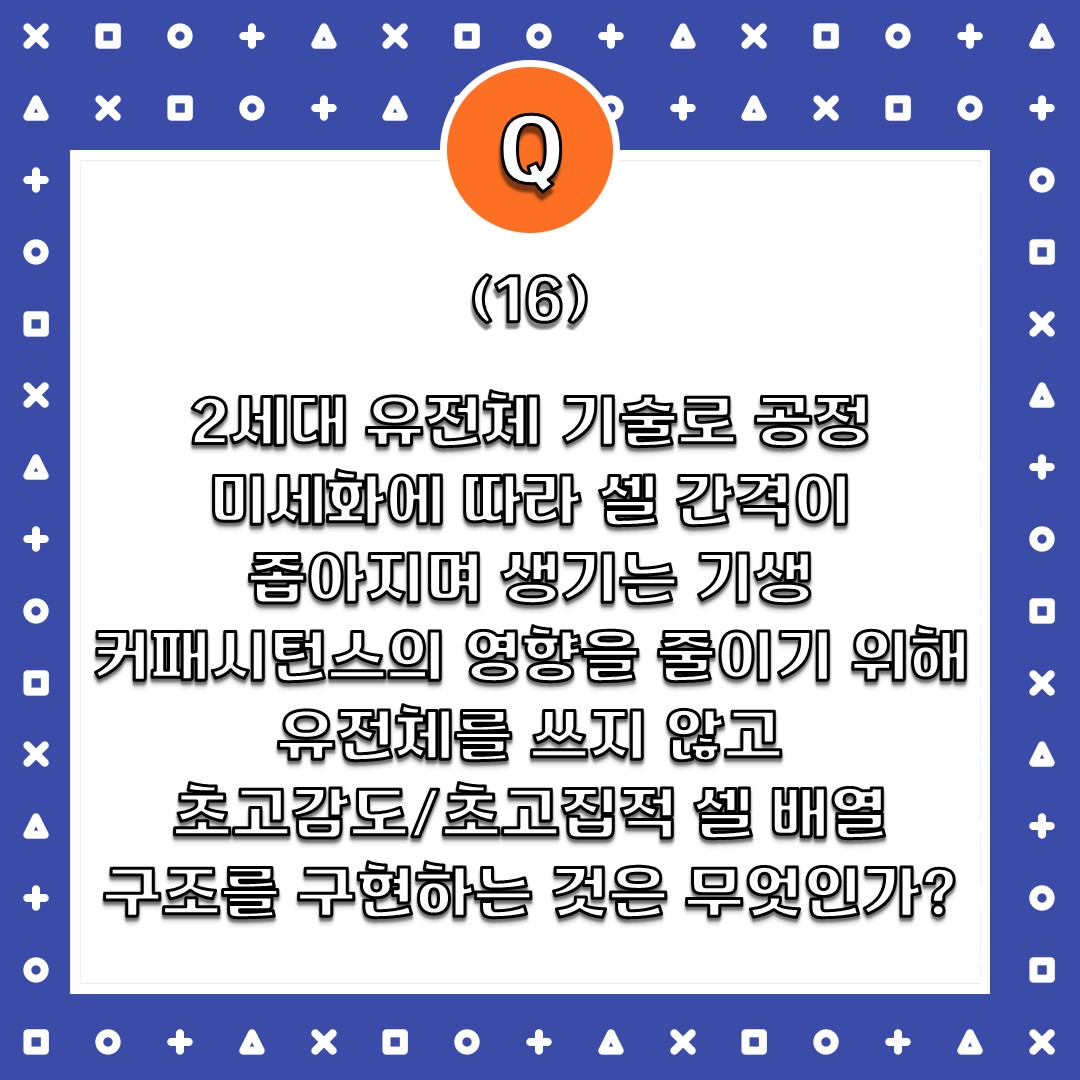 Q
(16)
2세대 유전체 기술로 공정
미세화에 따라 셀 간격이
좁아지며 생기는 기생
커패시턴스의 영향을 줄이기 위해
유전체를 쓰지 않고
초고감도/초고집적 셀 배열
구조를 구현하는 것은 무엇인가?